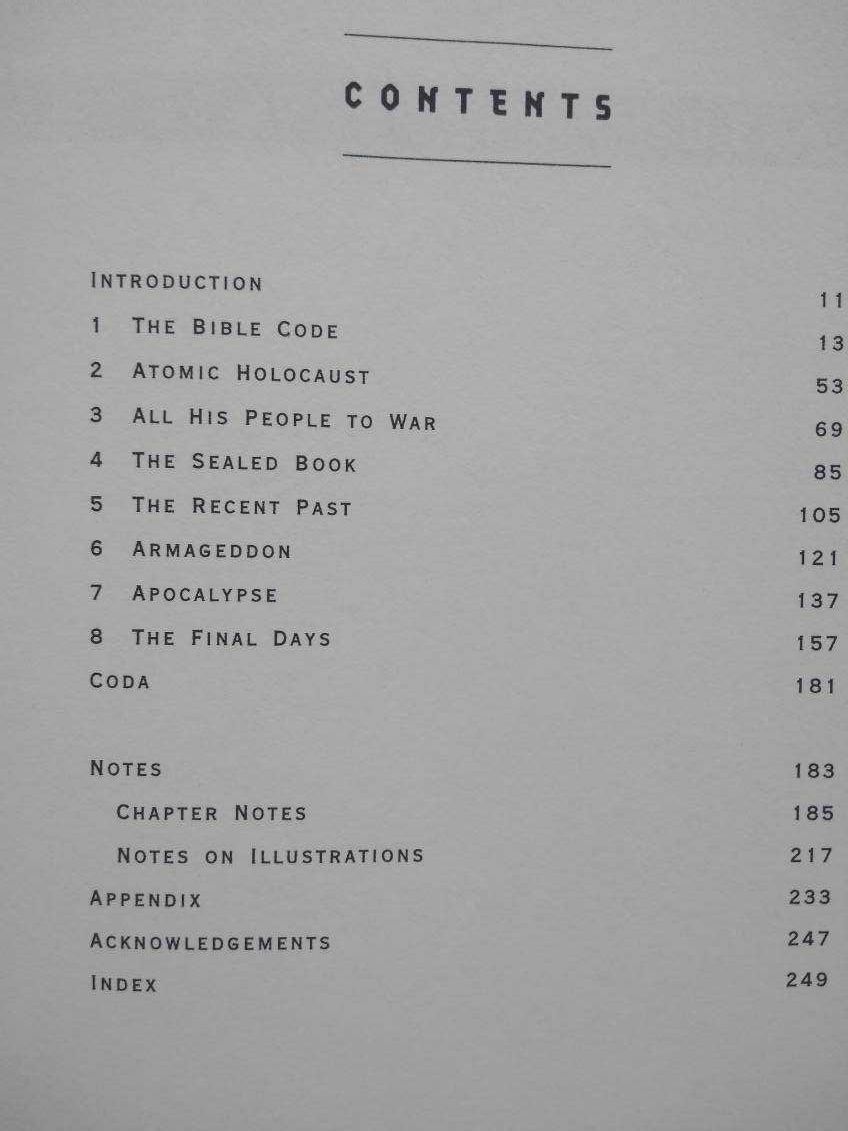 CONTENTS
INTRODUCTION 11
1 THE BIBLE CODE 13
2 ATOMIC HOLOCAUST 53
3 ALL HIS PEOPLE TO WAR 69
4 THE SEALED BOOK 85
5 THE RECENT PAST 105
6 ARMAGEDDON 121
7 APOCALYPSE 137
8 THE FINAL DAYS 157
CODA 181
NOTES 183
CHAPTER NOTES 185
NOTES ON ILLUSTRATIONS 217
APPENDIX 233
ACKNOWLEDGEMENTS 247
INDEX 249